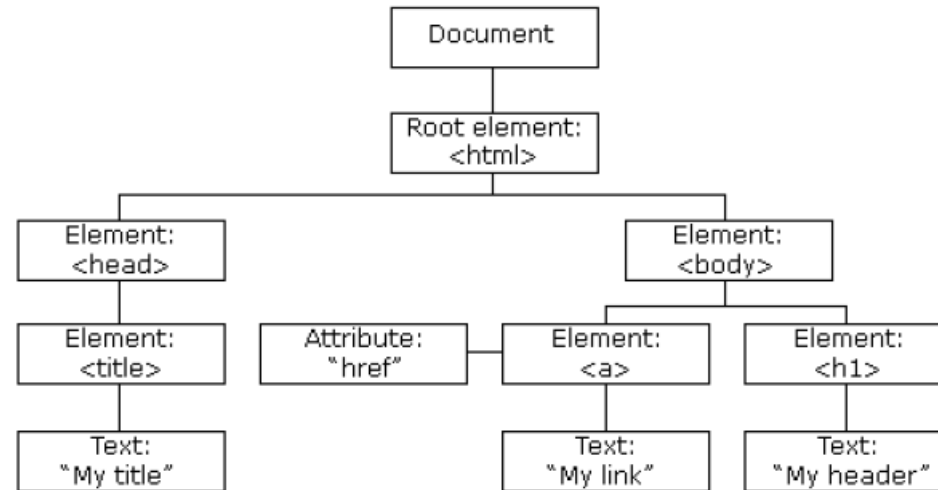 Document
Root element:
<html>
Element:
<head>
Element:
<body>
Element:
<title>
Attribute:
“href”
Element:
<a>
Element:
<h1>
Text:
“My title”
Text:
“My link”
Text:
“My header”